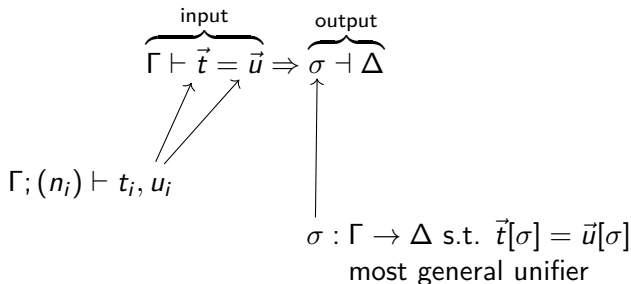 input output
Γ ⊢ t⃗ = u⃗ ⇒ σ ⊣ Δ
Γ; (nᵢ) ⊢ tᵢ, uᵢ
σ : Γ → Δ s.t. t⃗[σ] = u⃗[σ]
most general unifier